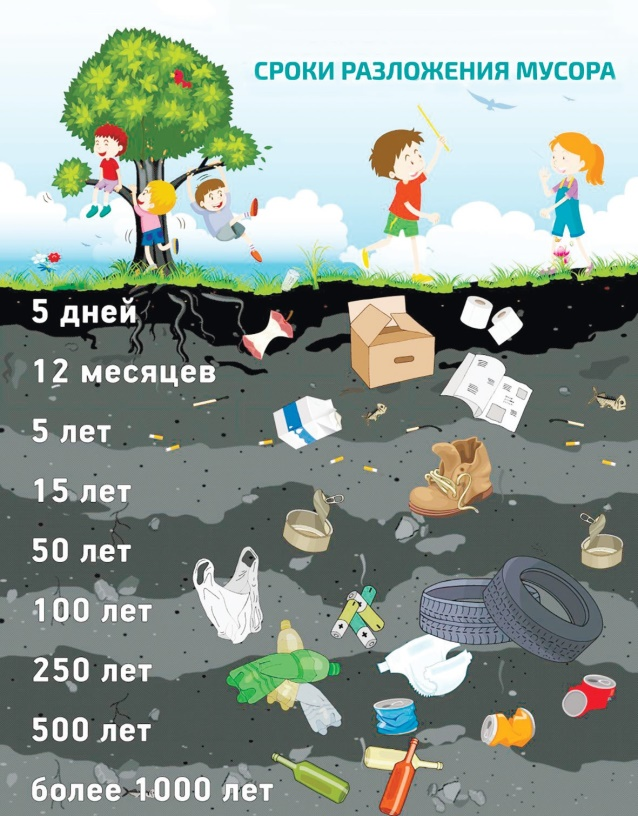 СРОКИ РАЗЛОЖЕНИЯ МУСОРА
5 дней
12 месяцев
5 лет
15 лет
50 лет
100 лет
250 лет
500 лет
более 1000 лет